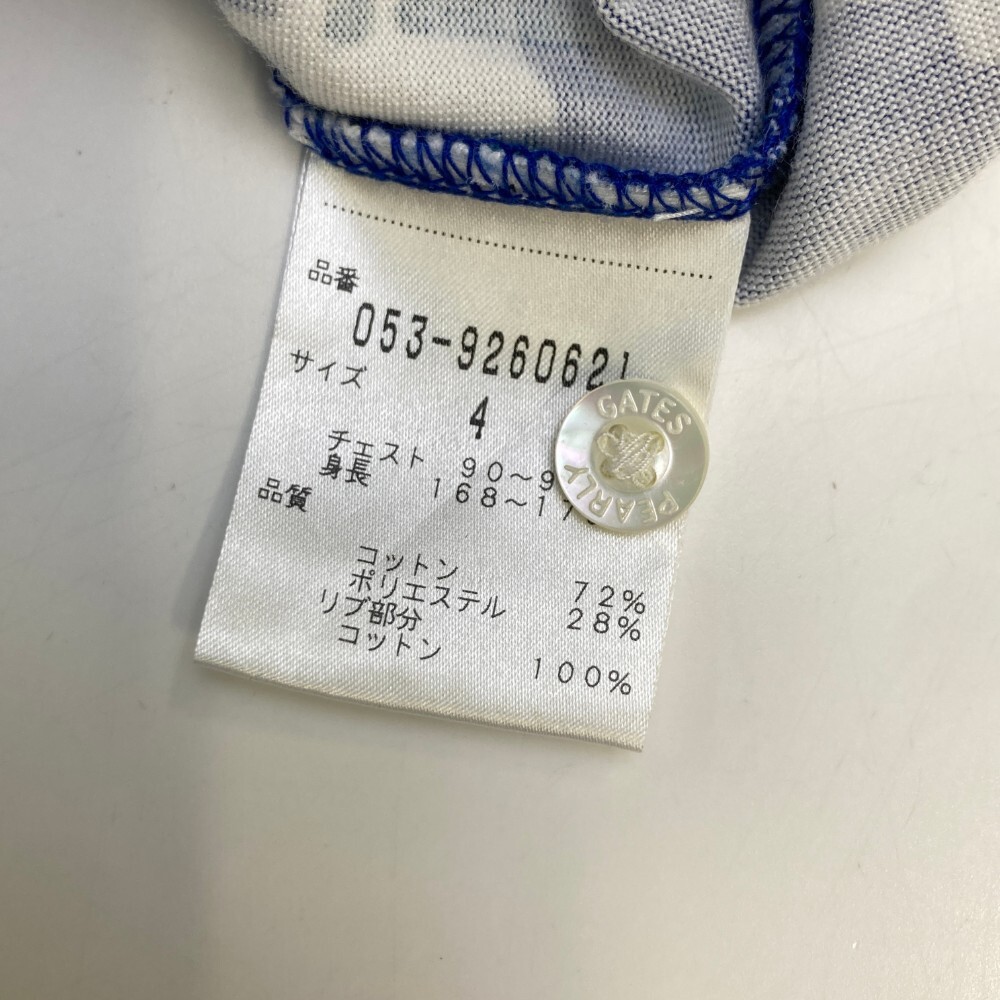 品番
053-9260621
サイズ
4
チェスト 90～9
身長 168～17
品質
コットン 72%
ポリエステル 28%
リブ部分
コットン 100%
GATES
PEARLY